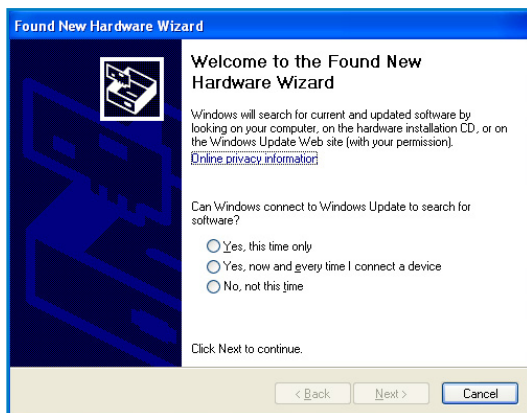 Found New Hardware Wizard
Welcome to the Found New
Hardware Wizard
Windows will search for current and updated software by
looking on your computer, on the hardware installation CD, or on
the Windows Update Web site (with your permission).
Online privacy information
Can Windows connect to Windows Update to search for
software?
Yes, this time only
Yes, now and every time I connect a device
No, not this time
Click Next to continue.
< Back Next > Cancel